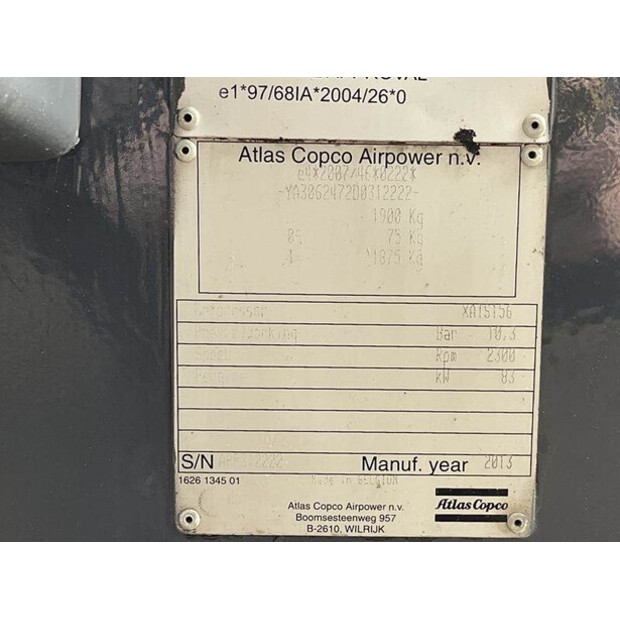 e1*97/68IA*2004/26*0
Atlas Copco Airpower n.v.
e4*2007/46*0222*
-YA3062472D0312222-
1900 Kg
75 Kg
1875 Kg
Compressor XATS156
Bar 10,3
Speed Rpm 2300
kW 83
S/N Manuf. year 2013
1626 1345 01 Made in BELGIUM
Atlas Copco Airpower n.v.
Boomsesteenweg 957
B-2610, WILRIJK
Atlas Copco